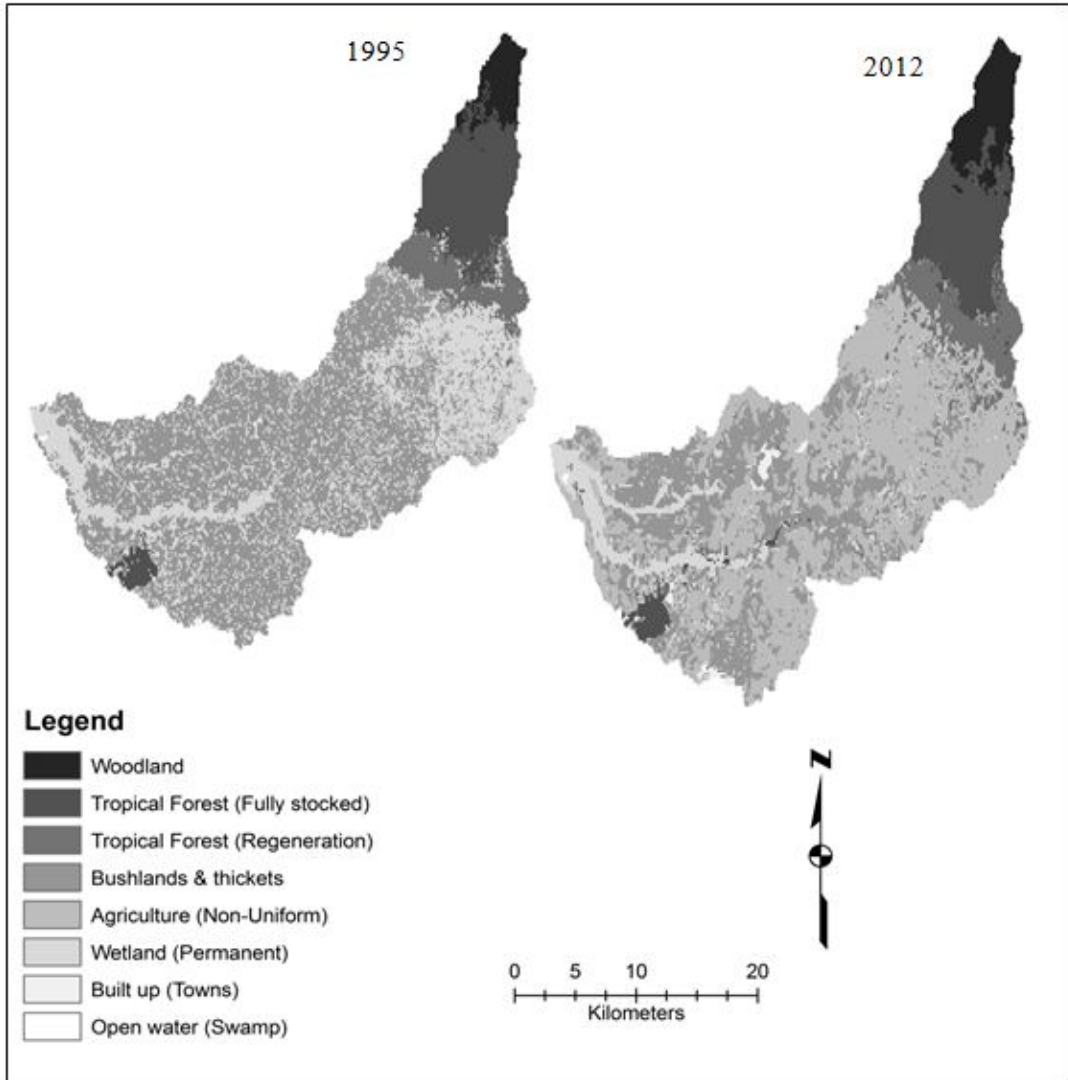 1995
2012
Legend
Woodland
Tropical Forest (Fully stocked)
Tropical Forest (Regeneration)
Bushlands & thickets
Agriculture (Non-Uniform)
Wetland (Permanent)
Built up (Towns)
Open water (Swamp)
N
0 5 10 20
Kilometers